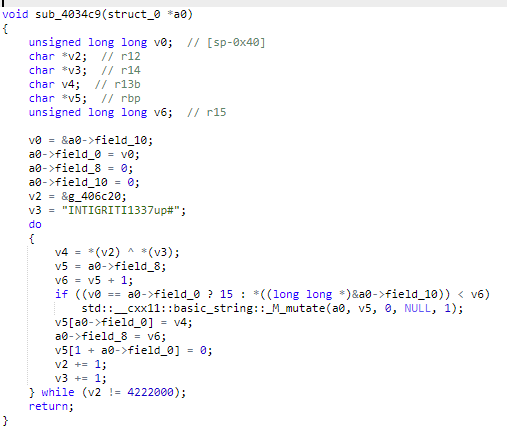 void sub_4034c9(struct_0 *a0)
{
    unsigned long long v0;  // [sp-0x40]
    char *v2;  // r12
    char *v3;  // r14
    char v4;  // r13b
    char *v5;  // rbp
    unsigned long long v6;  // r15

    v0 = &a0->field_10;
    a0->field_0 = v0;
    a0->field_8 = 0;
    a0->field_10 = 0;
    v2 = &g_406c20;
    v3 = "INTIGRITI1337up#";
    do
    {
        v4 = *(v2) ^ *(v3);
        v5 = a0->field_8;
        v6 = v5 + 1;
        if ((v0 == a0->field_0 ? 15 : *((long long *)&a0->field_10)) < v6)
            std::__cxx11::basic_string::_M_mutate(a0, v5, 0, NULL, 1);
        v5[a0->field_0] = v4;
        a0->field_8 = v6;
        v5[1 + a0->field_0] = 0;
        v2 += 1;
        v3 += 1;
    } while (v2 != 4222000);
    return;
}